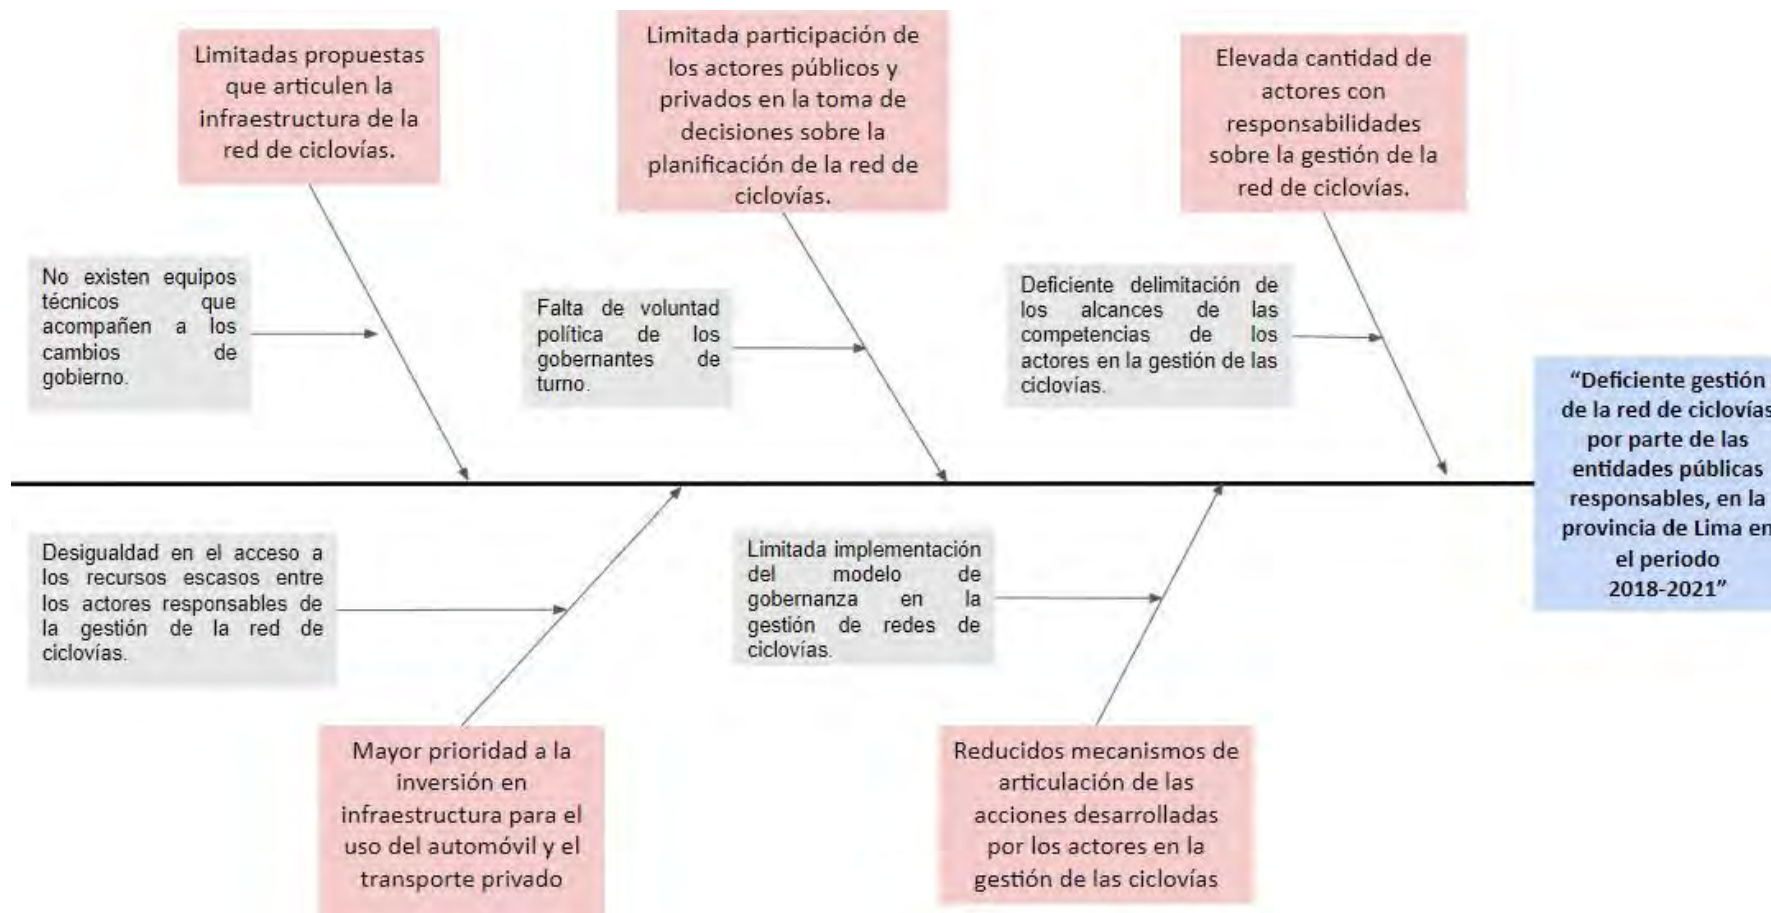 Limitadas propuestas
que articulen la
infraestructura de la
red de ciclovías.
Limitada participación de
los actores públicos y
privados en la toma de
decisiones sobre la
planificación de la red de
ciclovías.
Elevada cantidad de
actores con
responsabilidades
sobre la gestión de la
red de ciclovías.
No existen equipos
técnicos que
acompañen a los
cambios de
gobierno.
Falta de voluntad
política de los
gobernantes de
turno.
Deficiente delimitación de
los alcances de las
competencias de los
actores en la gestión de las
ciclovías.
“Deficiente gestión
de la red de ciclovías
por parte de las
entidades públicas
responsables, en la
provincia de Lima en
el periodo
2018-2021”
Desigualdad en el acceso a
los recursos escasos entre
los actores responsables de
la gestión de la red de
ciclovías.
Limitada implementación
del modelo de
gobernanza en la
gestión de redes de
ciclovías.
Mayor prioridad a la
inversión en
infraestructura para el
uso del automóvil y el
transporte privado
Reducidos mecanismos de
articulación de las
acciones desarrolladas
por los actores en la
gestión de las ciclovías